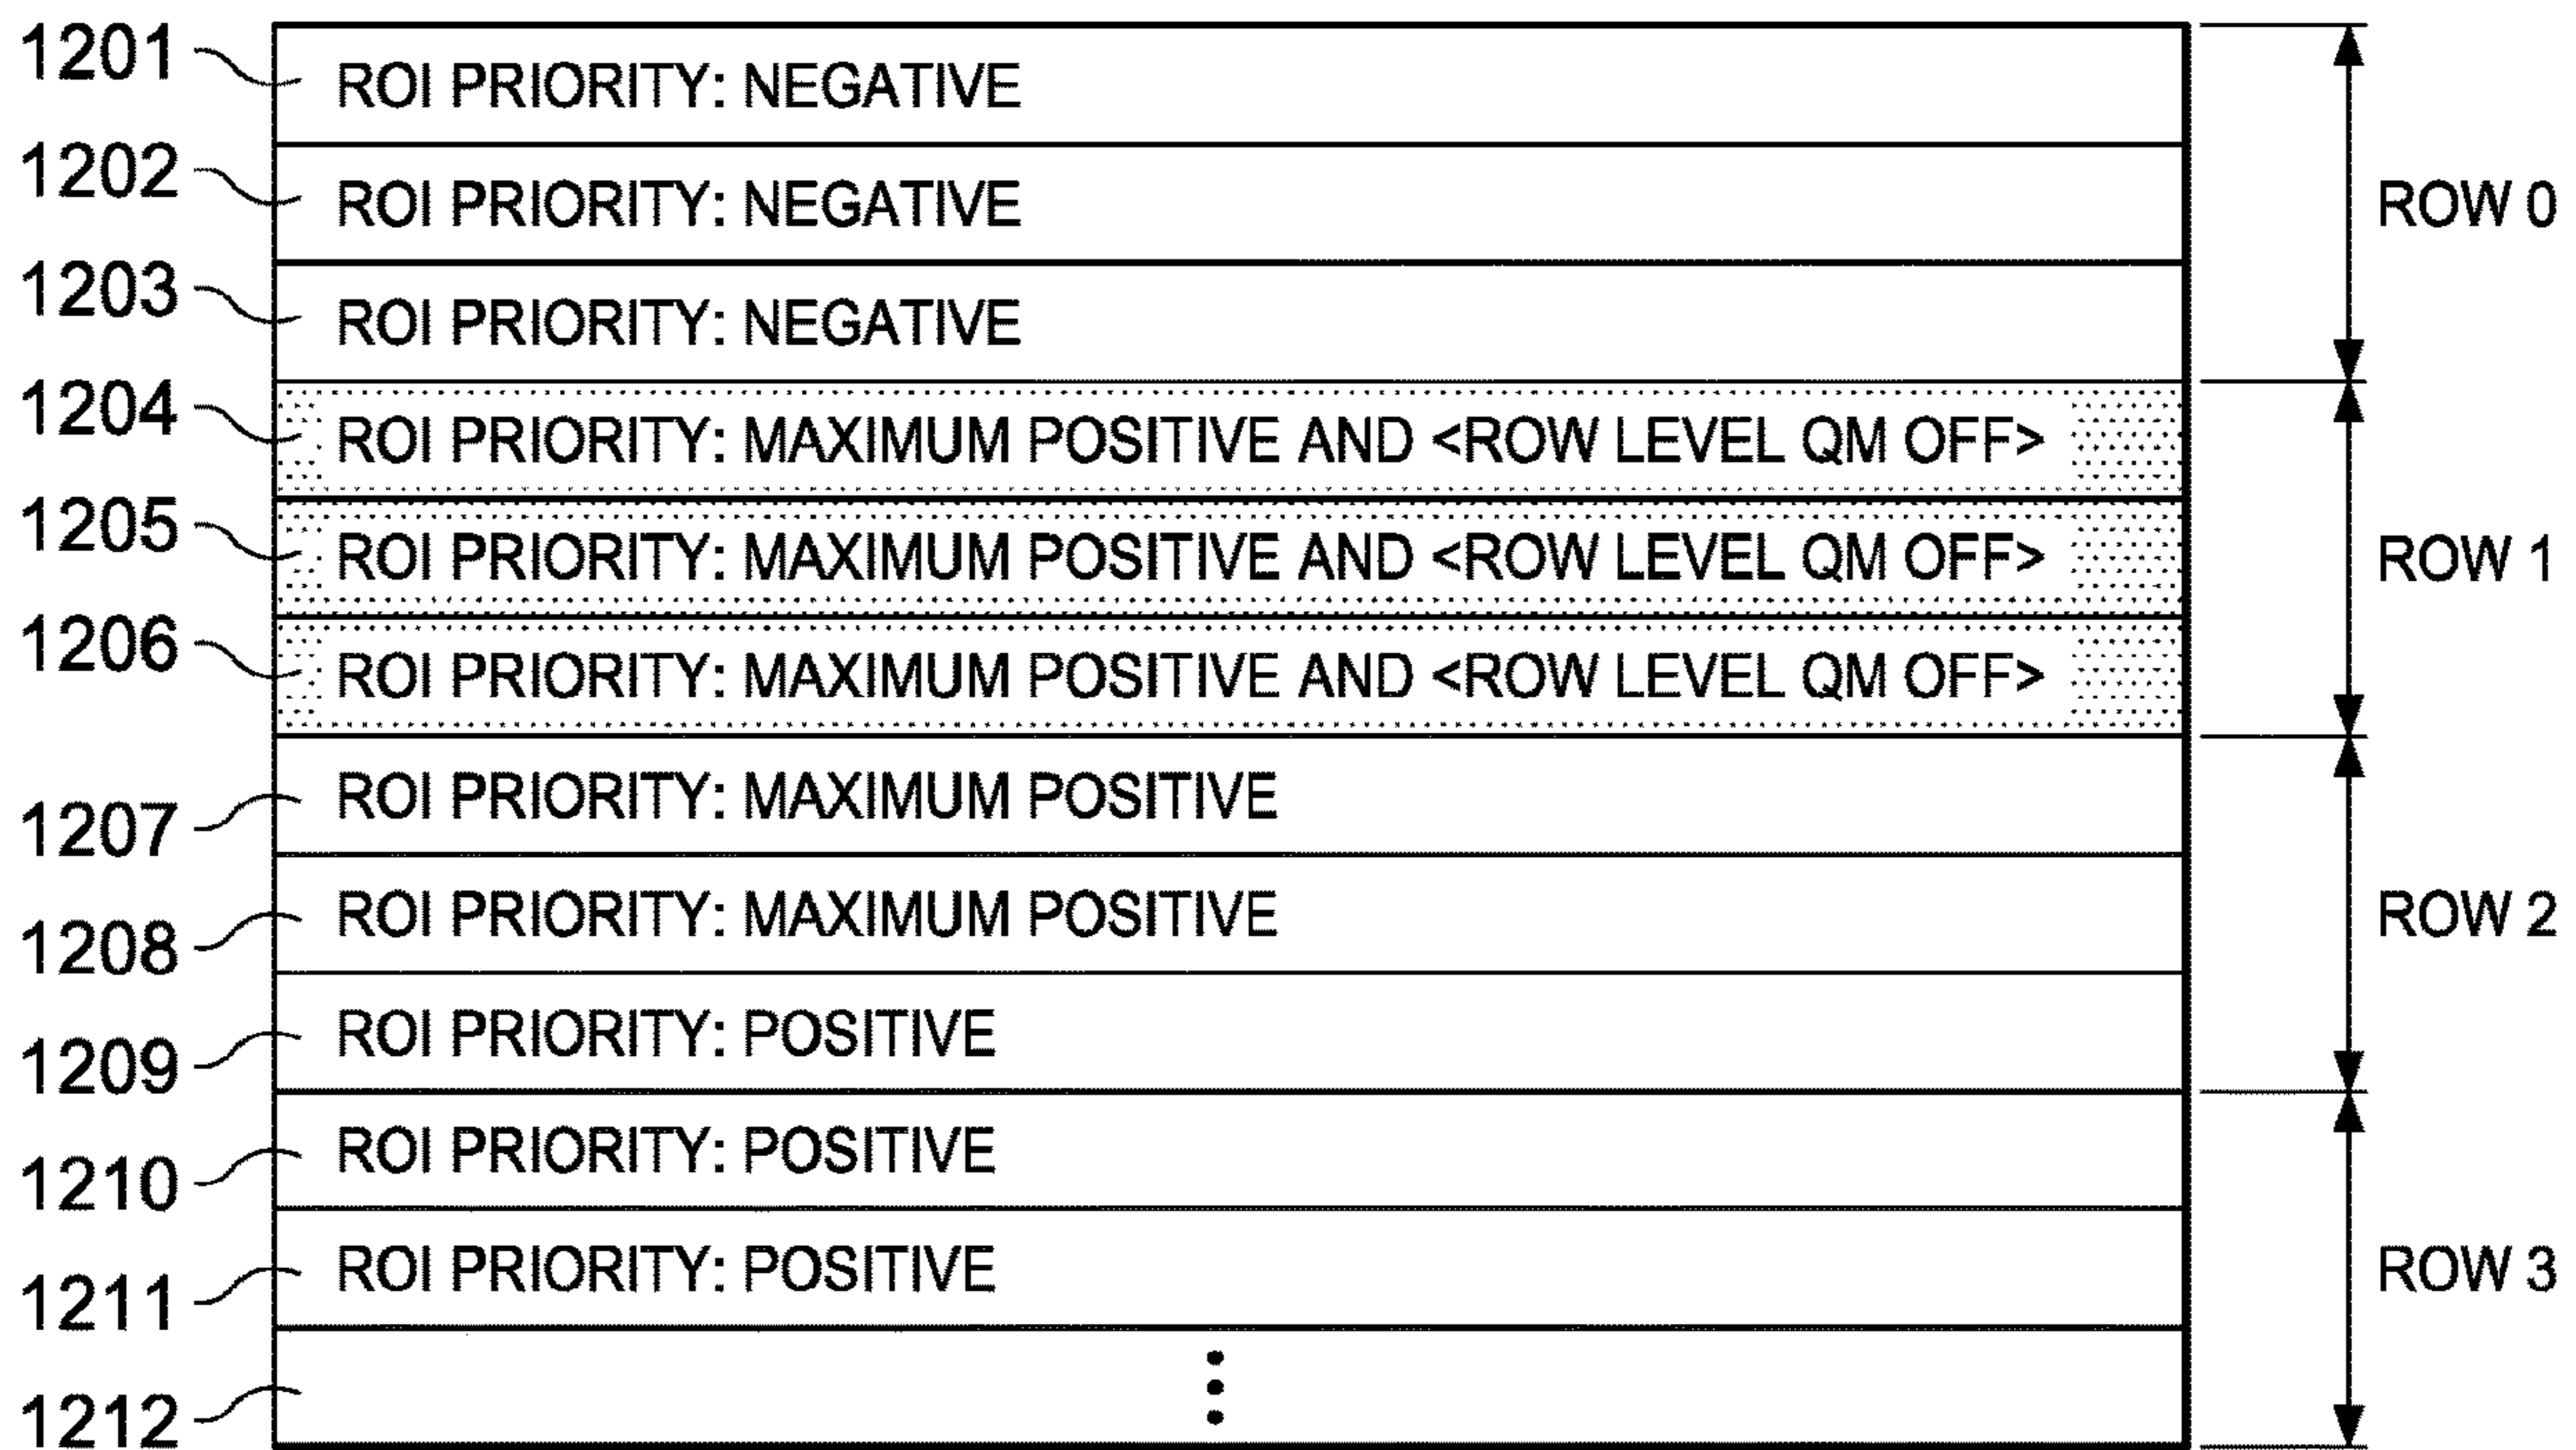 1201 ROI PRIORITY: NEGATIVE
1202 ROI PRIORITY: NEGATIVE ROW 0
1203 ROI PRIORITY: NEGATIVE
1204 ROI PRIORITY: MAXIMUM POSITIVE AND <ROW LEVEL QM OFF>
1205 ROI PRIORITY: MAXIMUM POSITIVE AND <ROW LEVEL QM OFF> ROW 1
1206 ROI PRIORITY: MAXIMUM POSITIVE AND <ROW LEVEL QM OFF>
1207 ROI PRIORITY: MAXIMUM POSITIVE
1208 ROI PRIORITY: MAXIMUM POSITIVE ROW 2
1209 ROI PRIORITY: POSITIVE
1210 ROI PRIORITY: POSITIVE
1211 ROI PRIORITY: POSITIVE ROW 3
1212